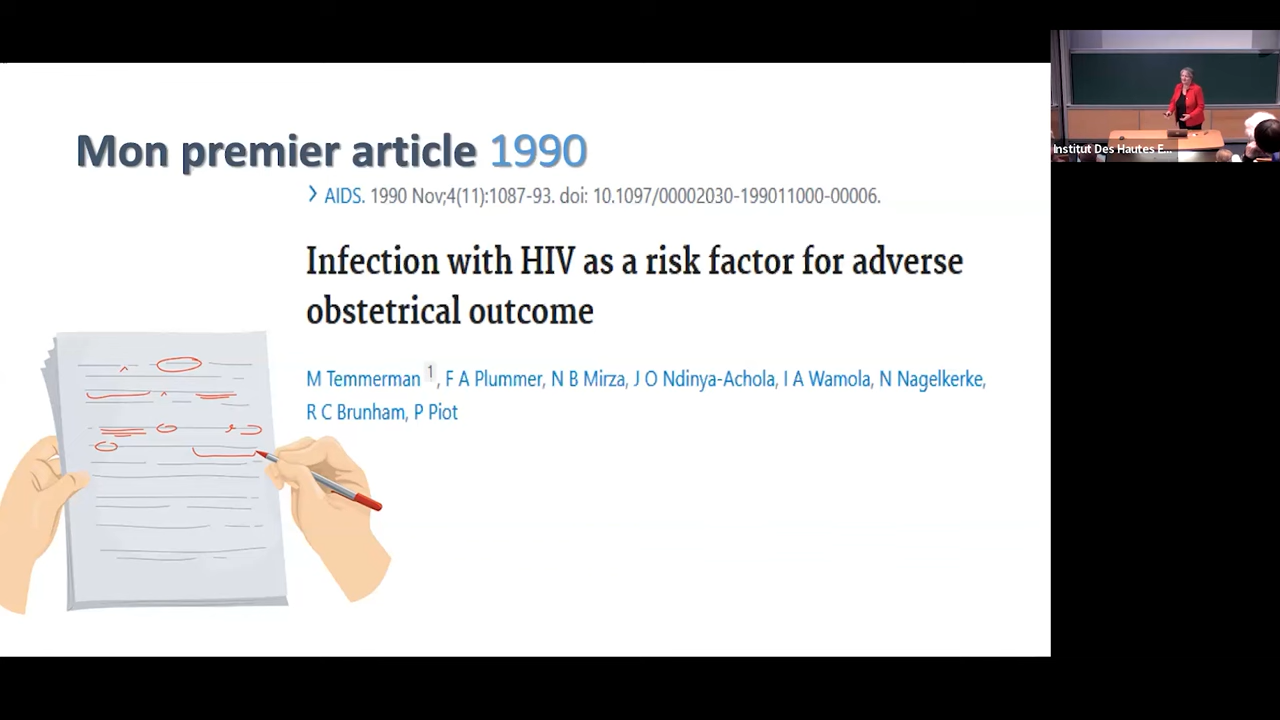 Mon premier article 1990
> AIDS. 1990 Nov;4(11):1087-93. doi: 10.1097/00002030-199011000-00006.
Infection with HIV as a risk factor for adverse
obstetrical outcome
M Temmerman 1, F A Plummer, N B Mirza, J O Ndinya-Achola, I A Wamola, N Nagelkerke,
R C Brunham, P Piot
Institut Des Hautes E...